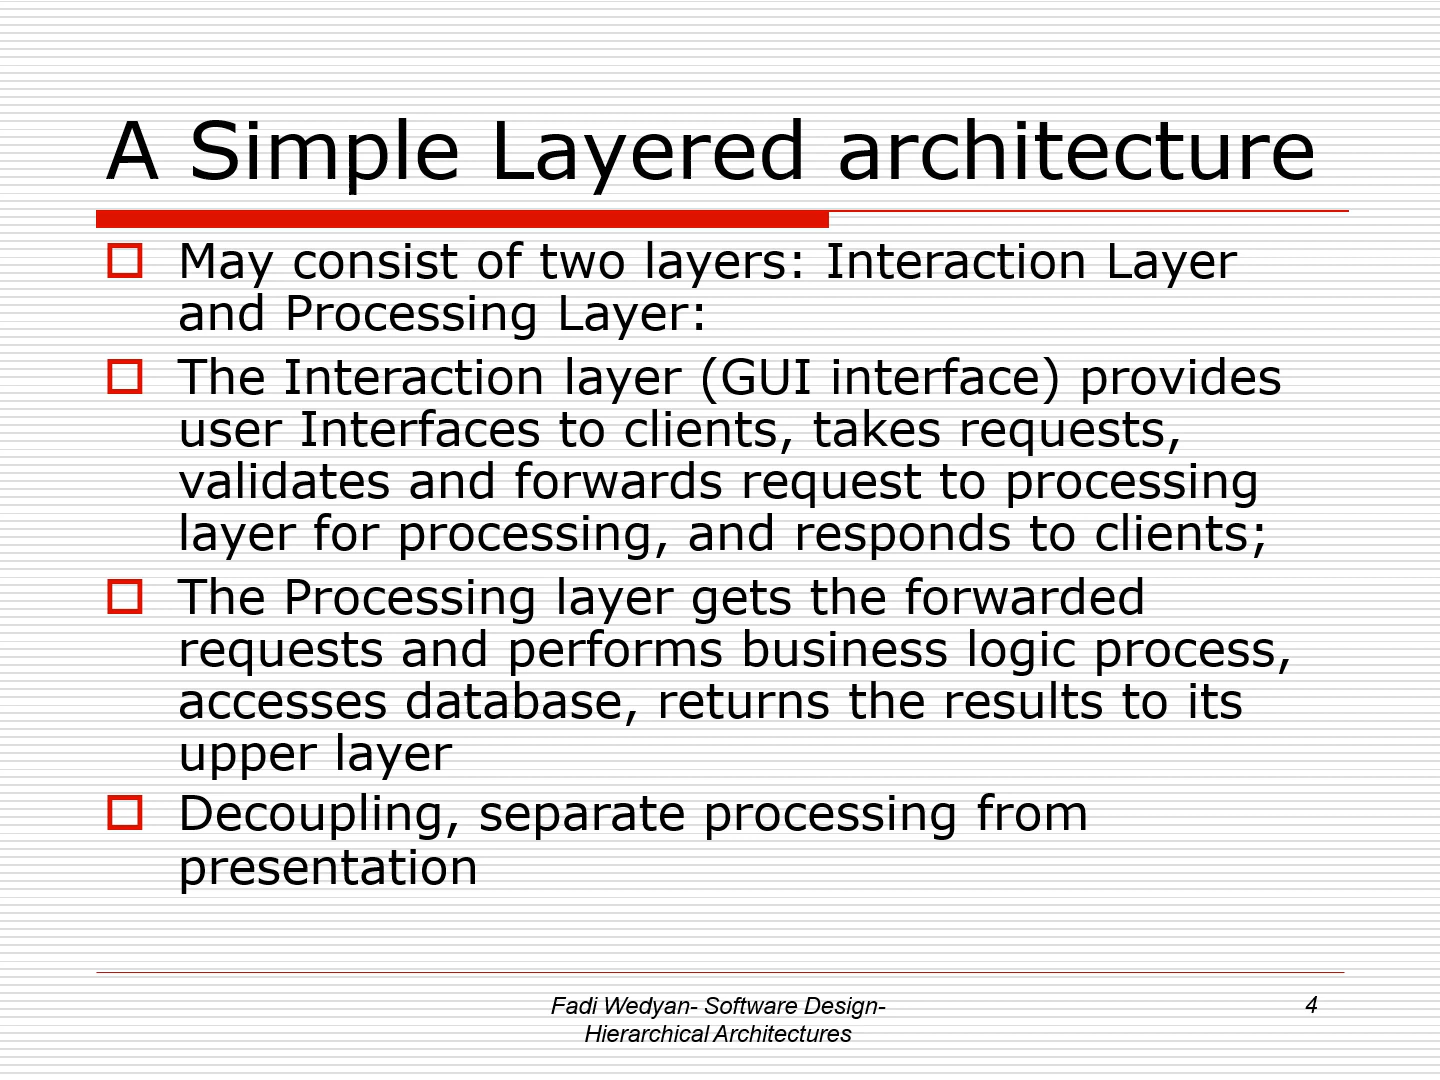 A Simple Layered architecture
May consist of two layers: Interaction Layer
and Processing Layer:
The Interaction layer (GUI interface) provides
user Interfaces to clients, takes requests,
validates and forwards request to processing
layer for processing, and responds to clients;
The Processing layer gets the forwarded
requests and performs business logic process,
accesses database, returns the results to its
upper layer
Decoupling, separate processing from
presentation
Fadi Wedyan- Software Design-
Hierarchical Architectures
4